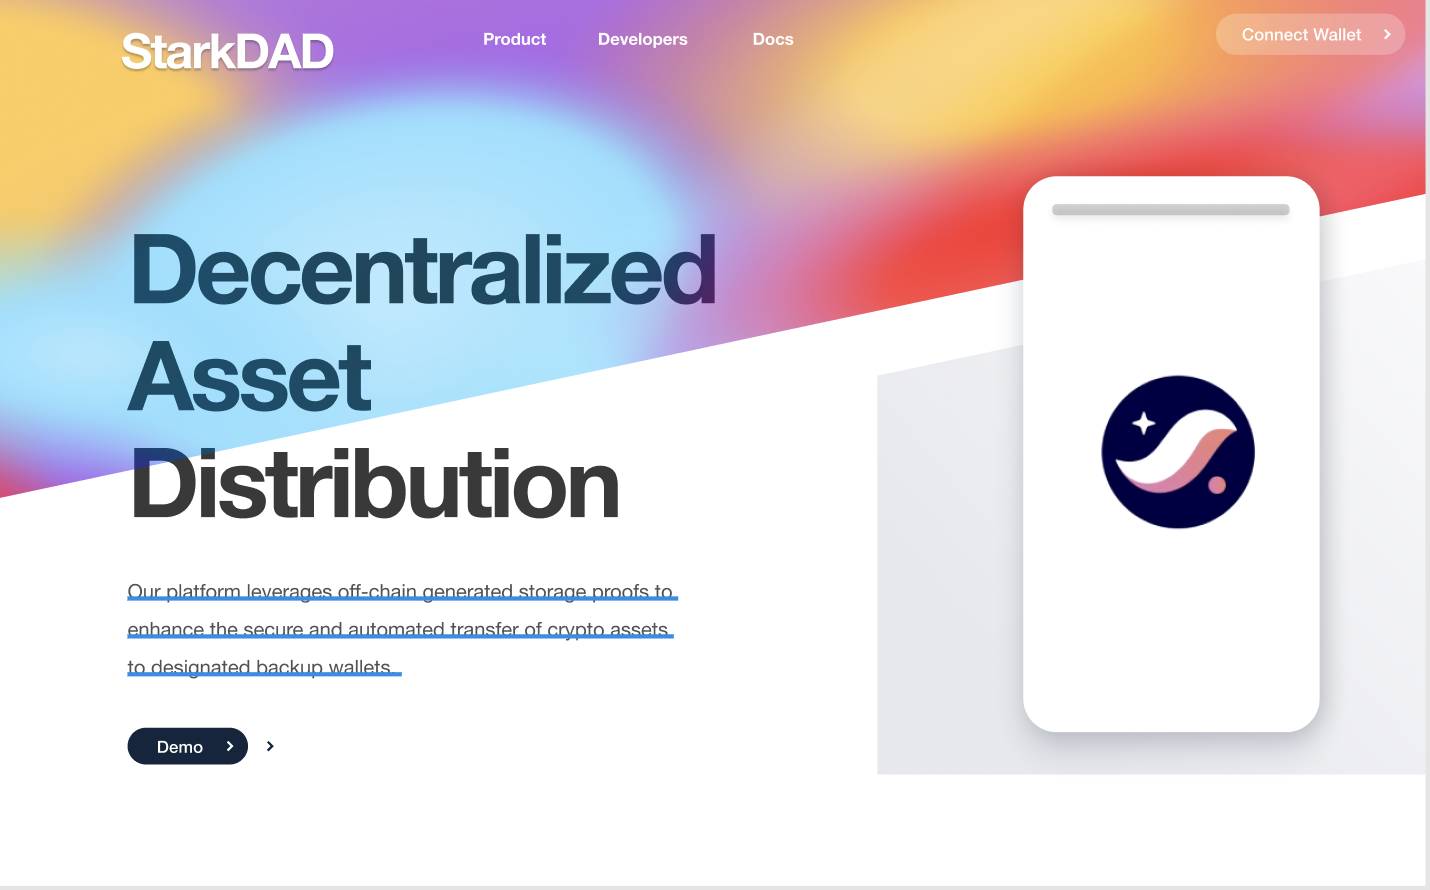 StarkDAD
Product Developers Docs
Connect Wallet
Decentralized
Asset
Distribution
Our platform leverages off-chain generated storage proofs to
enhance the secure and automated transfer of crypto assets
to designated backup wallets.
Demo